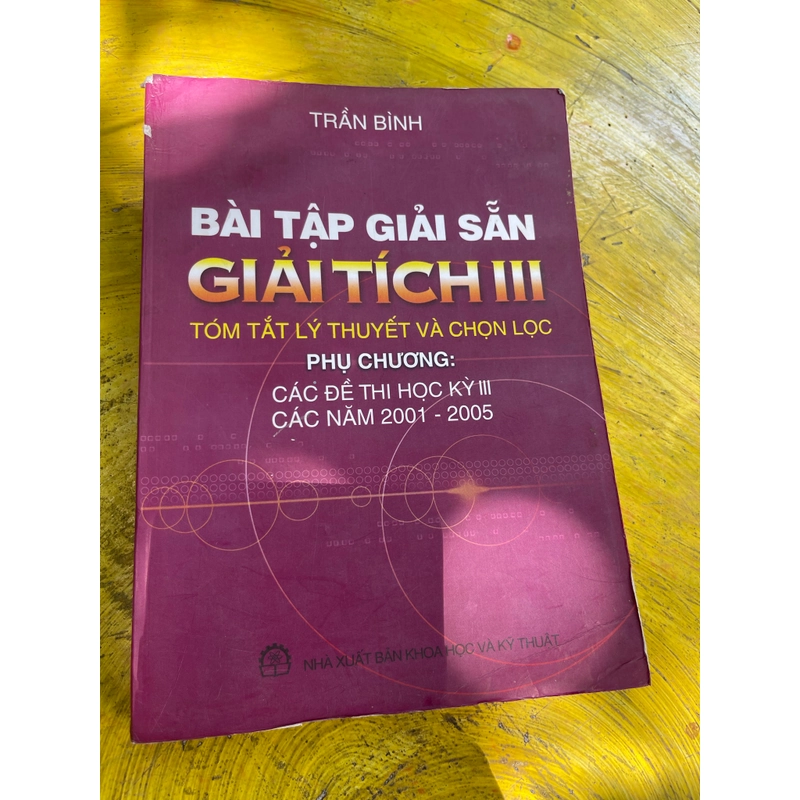 TRẦN BÌNH
BÀI TẬP GIẢI SẴN
GIẢI TÍCH III
TÓM TẮT LÝ THUYẾT VÀ CHỌN LỌC
PHỤ CHƯƠNG:
CÁC ĐỀ THI HỌC KỲ III
CÁC NĂM 2001 - 2005
NHÀ XUẤT BẢN KHOA HỌC VÀ KỸ THUẬT